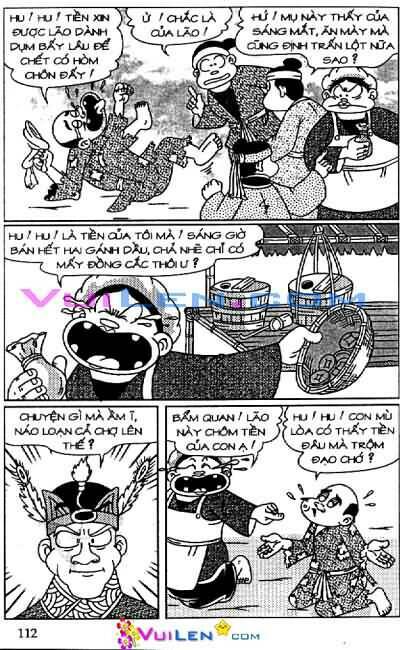 HU! HU! TIỀN XIN
ĐƯỢC LÃO DÀNH
DỤM BẤY LÂU ĐỂ
CHẾT CÓ HÒM
CHÔN ĐẤY!
Ử! CHẮC LÀ
CỦA LÃO!
HỨ! MỤ NÀY THẤY CỦA
SÁNG MẮT, ĂN MÀY MÀ
CŨNG ĐỊNH TRẤN LỘT NỮA
SAO?
HU! HU! LÀ TIỀN CỦA TÔI MÀ! SÁNG GIỜ
BÁN HẾT HAI GÁNH DẦU, CHẢ NHẼ CHỈ CÓ
MẤY ĐỒNG CẮC THÔI Ư?
VUILEN.COM
CHUYỆN GÌ MÀ ẦM Ĩ,
NÁO LOẠN CẢ CHỢ LÊN
THẾ?
BẨM QUAN! LÃO
NÀY CHÔM TIỀN
CỦA CON Ạ!
HU! HU! CON MÙ
LÒA CÓ THẤY TIỀN
ĐÂU MÀ TRỘM
ĐẠO CHỚ?
112
VUILEN.COM